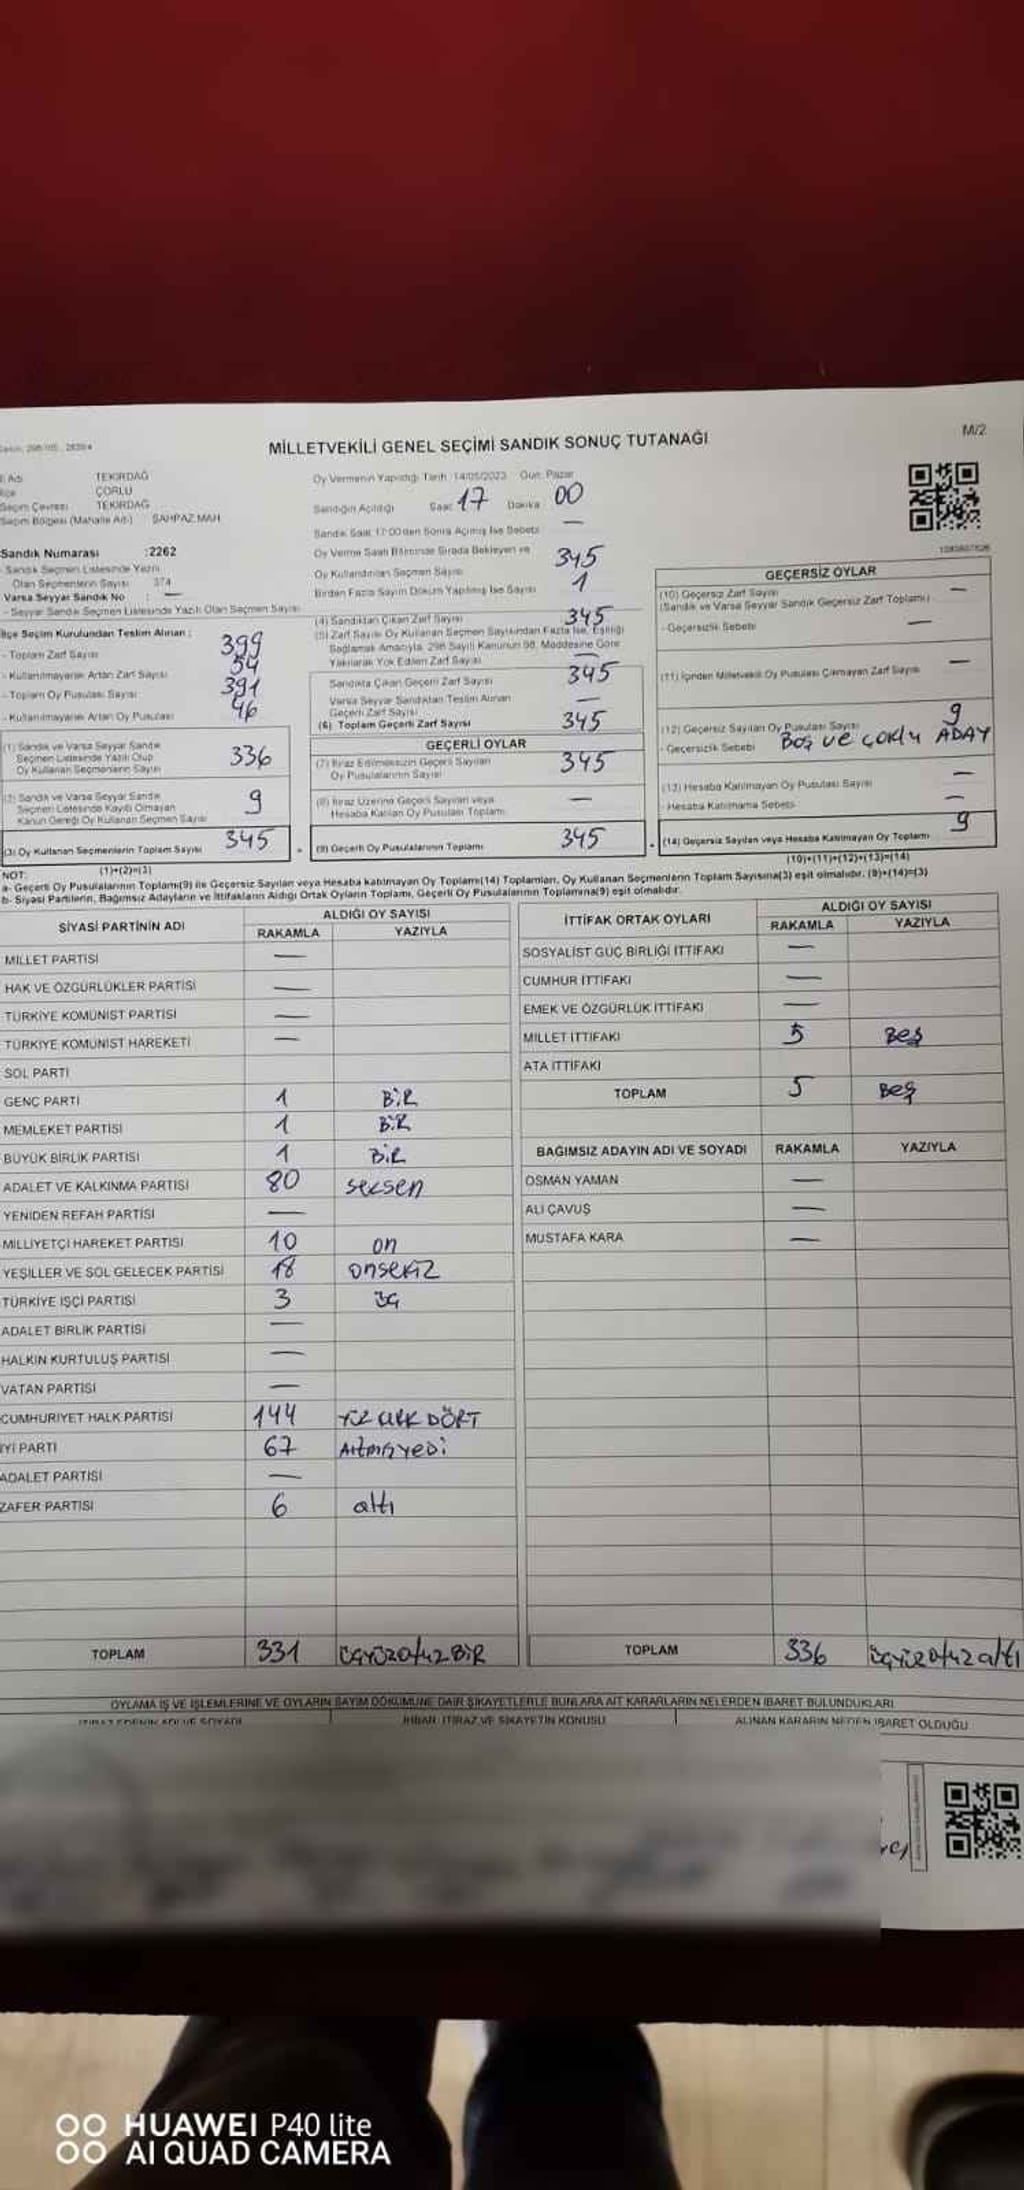 M/2
MİLLETVEKİLİ GENEL SEÇİMİ SANDIK SONUÇ TUTANAĞI
TEKİRDAĞ
ÇORLU
Seçim Çevresi TEKİRDAĞ
Seçim Bölgesi (Mahalle Adı) ŞAHPAZ MAH
Sandık Numarası :2262
- Sandık Seçmen Listesinde Yazılı
Olan Seçmenlerin Sayısı 374
Varsa Seyyar Sandık No : —
- Seyyar Sandık Seçmen Listesinde Yazılı Olan Seçmen Sayısı
İlçe Seçim Kurulundan Teslim Alınan :
- Toplam Zarf Sayısı 399
- Kullanılmayarak Artan Zarf Sayısı 54
- Toplam Oy Pusulası Sayısı 391
- Kullanılmayarak Artan Oy Pusulası 46
(1) Sandık ve Varsa Seyyar Sandık
Seçmen Listesinde Yazılı Olup
Oy Kullanan Seçmenlerin Sayısı 336
(2) Sandık ve Varsa Seyyar Sandık
Seçmen Listesinde Kayıtlı Olmayan
Kanun Gereği Oy Kullanan Seçmen Sayısı 9
(3) Oy Kullanan Seçmenlerin Toplam Sayısı 345
(1)+(2)=(3)
Oy Vermenin Yapıldığı Tarih: 14/05/2023 Gün: Pazar
Sandığın Açıldığı Saat 17 Dakika 00
Sandık Saat 17:00'den Sonra Açılmış İse Sebebi —
Oy Verme Saati Bitiminde Sırada Bekleyen ve
Oy Kullandırılan Seçmen Sayısı 345
Birden Fazla Sayım Döküm Yapılmış İse Sayısı 1
(4) Sandıktan Çıkan Zarf Sayısı 345
(5) Zarf Sayısı Oy Kullanan Seçmen Sayısından Fazla İse, Eşitliği
Sağlamak Amacıyla, 298 Sayılı Kanunun 98. Maddesine Göre
Yakılarak Yok Edilen Zarf Sayısı —
Sandıkta Çıkan Geçerli Zarf Sayısı 345
Varsa Seyyar Sandıktan Teslim Alınan
Geçerli Zarf Sayısı —
(6) Toplam Geçerli Zarf Sayısı 345
GEÇERLİ OYLAR
(7) İtiraz Edilmeksizin Geçerli Sayılan
Oy Pusulalarının Sayısı 345
(8) İtiraz Üzerine Geçerli Sayılan veya
Hesaba Katılan Oy Pusulası Toplamı —
(9) Geçerli Oy Pusulalarının Toplamı 345
GEÇERSİZ OYLAR
(10) Geçersiz Zarf Sayısı —
(Sandık ve Varsa Seyyar Sandık Geçersiz Zarf Toplamı)
- Geçersizlik Sebebi —
(11) İçinden Milletvekili Oy Pusulası Çıkmayan Zarf Sayısı —
(12) Geçersiz Sayılan Oy Pusulası Sayısı 9
- Geçersizlik Sebebi BOŞ ve ÇOKLU ADAY
(13) Hesaba Katılmayan Oy Pusulası Sayısı —
- Hesaba Katılmama Sebebi —
(14) Geçersiz Sayılan veya Hesaba Katılmayan Oy Toplamı 9
(10)+(11)+(12)+(13)=(14)
NOT:
a- Geçerli Oy Pusulalarının Toplamı(9) ile Geçersiz Sayılan veya Hesaba katılmayan Oy Toplamı(14) Toplamları, Oy Kullanan Seçmenlerin Toplam Sayısına(3) eşit olmalıdır. (9)+(14)=(3)
b- Siyasi Partilerin, Bağımsız Adayların ve İttifakların Aldığı Ortak Oyların Toplamı, Geçerli Oy Pusulalarının Toplamına(9) eşit olmalıdır.
SİYASİ PARTİNİN ADI ALDIĞI OY SAYISI
RAKAMLA YAZIYLA
MİLLET PARTİSİ —
HAK VE ÖZGÜRLÜKLER PARTİSİ —
TÜRKİYE KOMÜNİST PARTİSİ —
TÜRKİYE KOMÜNİST HAREKETİ —
SOL PARTİ
GENÇ PARTİ 1 BİR
MEMLEKET PARTİSİ 1 BİR
BÜYÜK BİRLİK PARTİSİ 1 BİR
ADALET VE KALKINMA PARTİSİ 80 seksen
YENİDEN REFAH PARTİSİ —
MİLLİYETÇİ HAREKET PARTİSİ 10 on
YEŞİLLER VE SOL GELECEK PARTİSİ 18 onsekiz
TÜRKİYE İŞÇİ PARTİSİ 3 üç
ADALET BİRLİK PARTİSİ —
HALKIN KURTULUŞ PARTİSİ —
VATAN PARTİSİ —
CUMHURİYET HALK PARTİSİ 144 YÜZ KIRK DÖRT
İYİ PARTİ 67 Altmışyedi
ADALET PARTİSİ —
ZAFER PARTİSİ 6 altı
TOPLAM 331 üçyüzotuzBİR
İTTİFAK ORTAK OYLARI ALDIĞI OY SAYISI
RAKAMLA YAZIYLA
SOSYALİST GÜÇ BİRLİĞİ İTTİFAKI —
CUMHUR İTTİFAKI —
EMEK VE ÖZGÜRLÜK İTTİFAKI —
MİLLET İTTİFAKI 5 Beş
ATA İTTİFAKI
TOPLAM 5 Beş
BAĞIMSIZ ADAYIN ADI VE SOYADI RAKAMLA YAZIYLA
OSMAN YAMAN —
ALİ ÇAVUŞ —
MUSTAFA KARA —
TOPLAM 336 üçyüzotuzaltı
OYLAMA İŞ VE İŞLEMLERİNE VE OYLARIN SAYIM DÖKÜMÜNE DAİR ŞİKAYETLERLE BUNLARA AİT KARARLARIN NELERDEN İBARET BULUNDUKLARI
İTİRAZ EDENİN ADI VE SOYADI İHBAR, İTİRAZ VE ŞİKAYETİN KONUSU ALINAN KARARIN NEDEN İBARET OLDUĞU
HUAWEI P40 lite
AI QUAD CAMERA